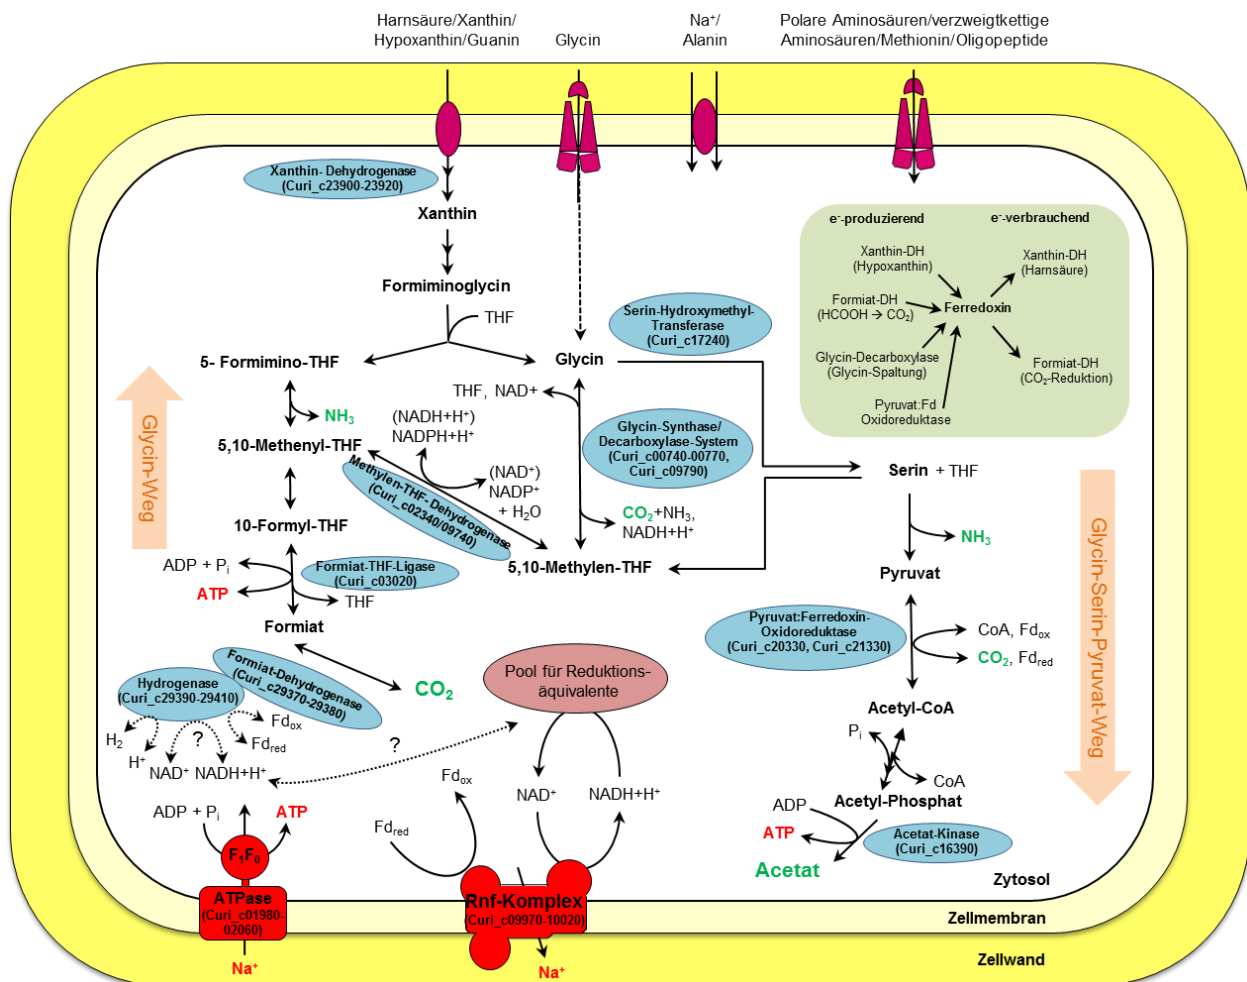 Harnsäure/Xanthin/
Hypoxanthin/Guanin
Glycin
Na⁺/
Alanin
Polare Aminosäuren/verzweigtkettige
Aminosäuren/Methionin/Oligopeptide
Xanthin- Dehydrogenase
(Curi_c23900-23920)
Xanthin
Formiminoglycin
THF
5- Formimino-THF
Glycin
Serin-Hydroxymethyl-
Transferase
(Curi_c17240)
e⁻-produzierend
e⁻-verbrauchend
Xanthin-DH
(Hypoxanthin)
Xanthin-DH
(Harnsäure)
Formiat-DH
(HCOOH → CO₂)
Ferredoxin
Glycin-Decarboxylase
(Glycin-Spaltung)
Formiat-DH
(CO₂-Reduktion)
Pyruvat:Fd
Oxidoreduktase
Glycin-Weg
NH₃
THF, NAD+
(NADH+H⁺)
NADPH+H⁺
5,10-Methenyl-THF
Glycin-Synthase/
Decarboxylase-System
(Curi_c00740-00770,
Curi_c09790)
Methylen-THF- Dehydrogenase
(Curi_c02340/09740)
(NAD⁺)
NADP⁺
+ H₂O
CO₂+NH₃,
NADH+H⁺
Serin + THF
NH₃
10-Formyl-THF
5,10-Methylen-THF
Pyruvat
Glycin-Serin-Pyruvat-Weg
ADP + Pᵢ
ATP
Formiat-THF-Ligase
(Curi_c03020)
THF
Formiat
Pyruvat:Ferredoxin-
Oxidoreduktase
(Curi_c20330, Curi_c21330)
CoA, Fdₒₓ
CO₂, Fd_red
Formiat-Dehydrogenase
(Curi_c29370-29380)
Hydrogenase
(Curi_c29390-29410)
CO₂
Pool für Reduktions-
äquivalente
Acetyl-CoA
Fdₒₓ
Fd_red
H₂
H⁺
?
NAD⁺
NADH+H⁺
?
Pᵢ
CoA
Acetyl-Phosphat
ADP + Pᵢ
ATP
Fdₒₓ
Fd_red
NAD⁺
NADH+H⁺
ADP
ATP
Acetat-Kinase
(Curi_c16390)
Acetat
F₁F₀
ATPase
(Curi_c01980-
02060)
Na⁺
Rnf-Komplex
(Curi_c09970-10020)
Na⁺
Zytosol
Zellmembran
Zellwand